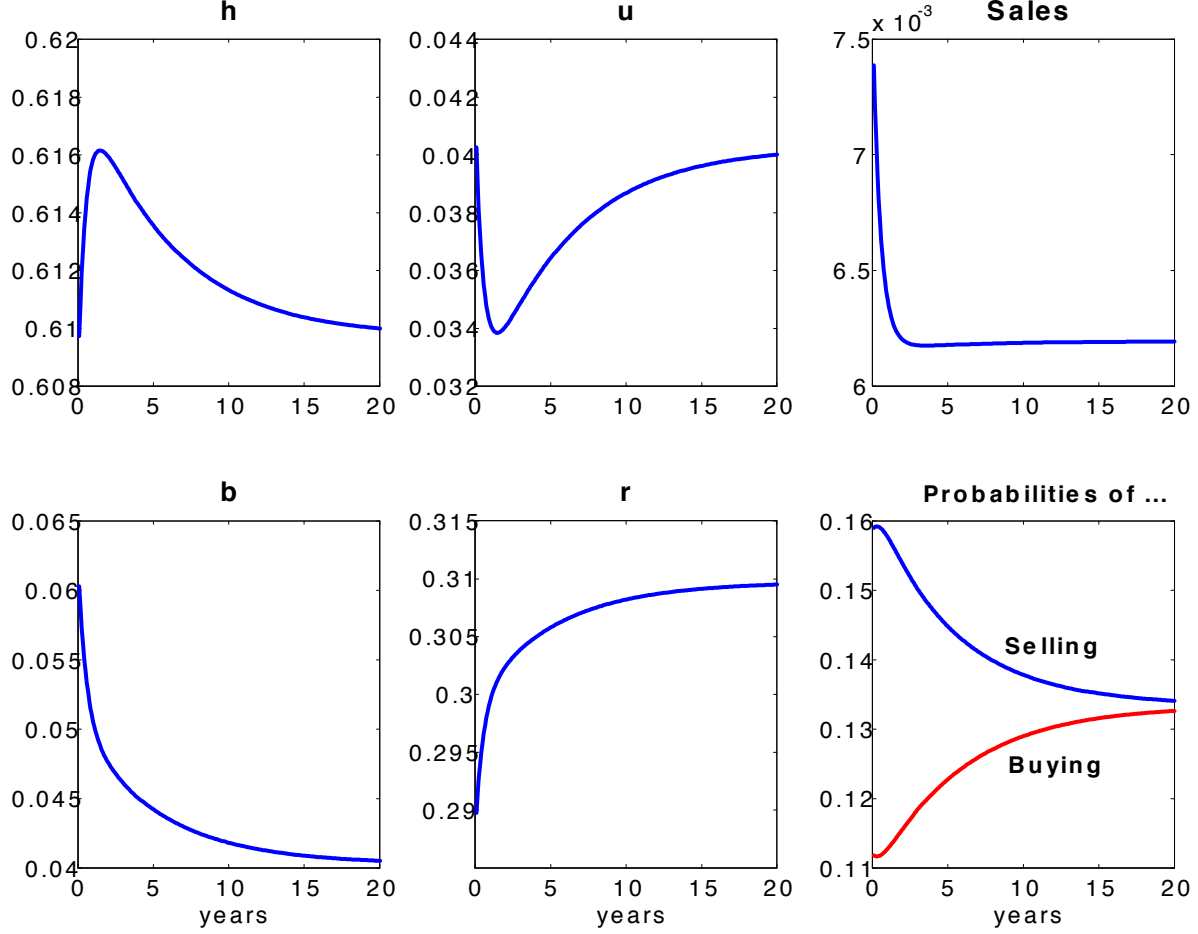 h
0.62
0.618
0.616
0.614
0.612
0.61
0.608
0 5 10 15 20
u
0.044
0.042
0.04
0.038
0.036
0.034
0.032
0 5 10 15 20
Sales
x 10-3
7.5
7
6.5
6
0 5 10 15 20
b
0.065
0.06
0.055
0.05
0.045
0.04
0 5 10 15 20
years
r
0.315
0.31
0.305
0.3
0.295
0.29
0 5 10 15 20
years
Probabilities of ...
0.16
0.15
0.14
0.13
0.12
0.11
Selling
Buying
0 5 10 15 20
years